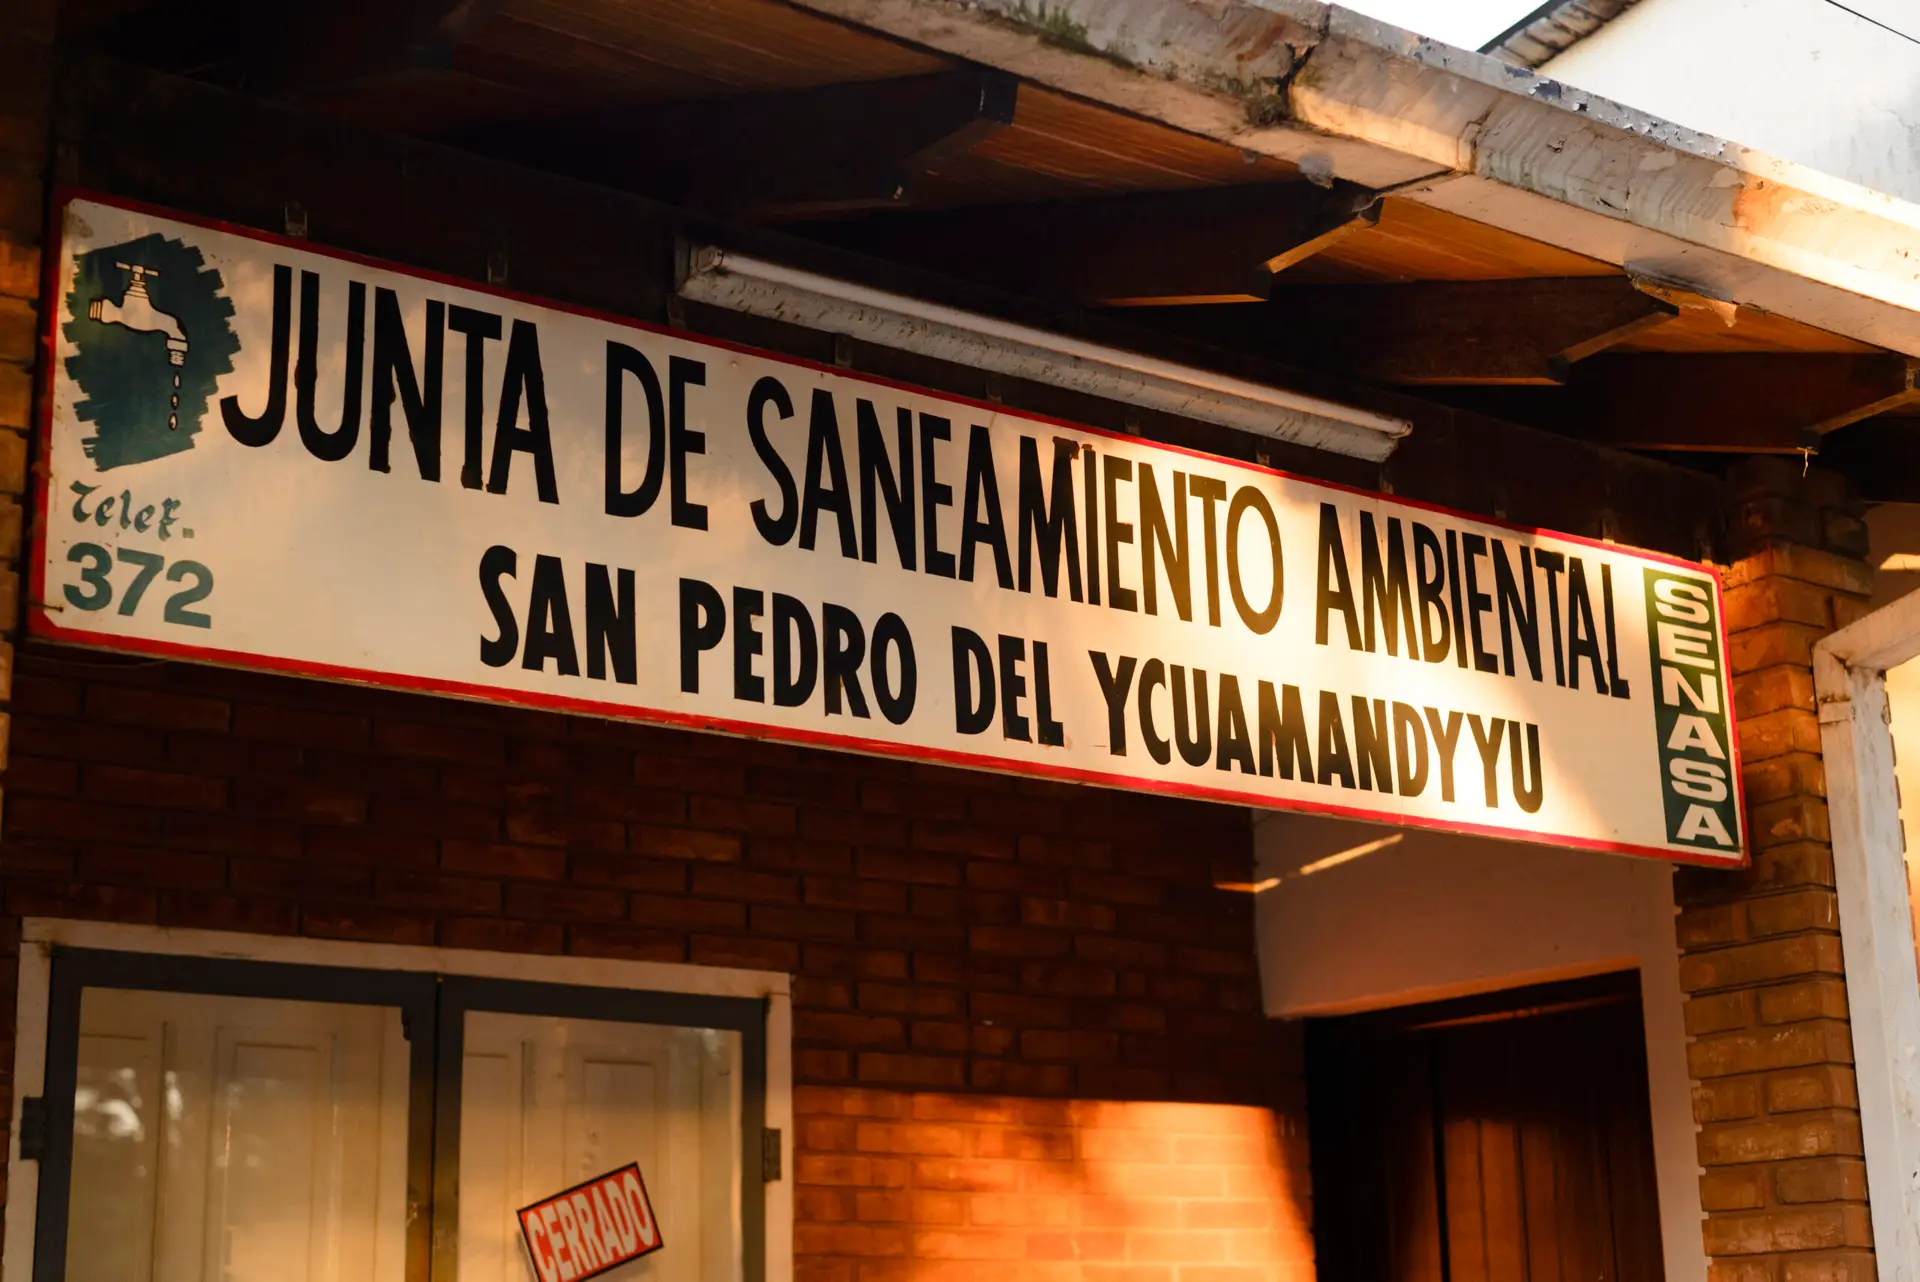 JUNTA DE SANEAMIENTO AMBIENTAL
SAN PEDRO DEL YCUAMANDYYU
Telef.
372
SENASA
CERRADO